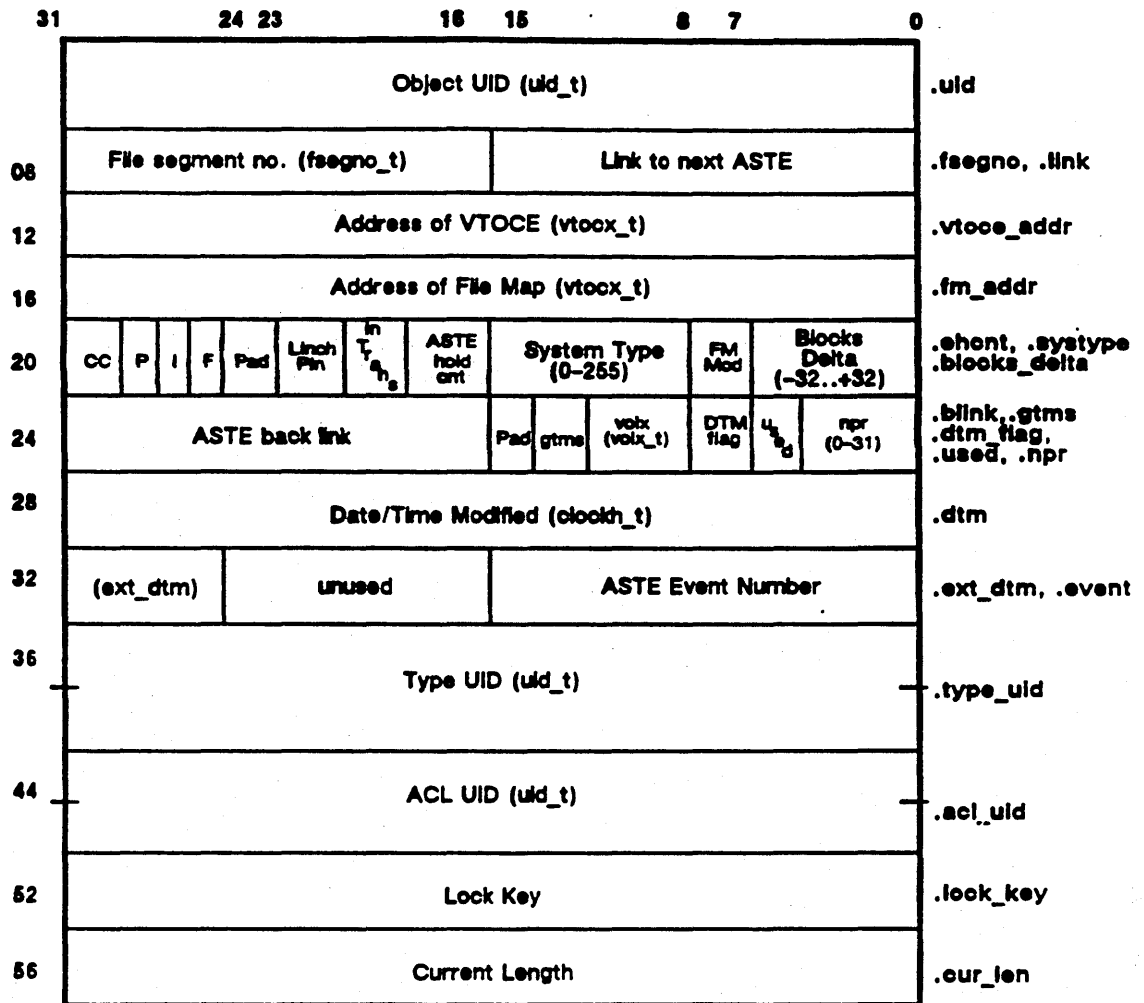 31 24 23 16 15 8 7 0
Object UID (uid_t) .uid
08 File segment no. (fsegno_t) Link to next ASTE .fsegno, .link
12 Address of VTOCE (vtocx_t) .vtoce_addr
16 Address of File Map (vtocx_t) .fm_addr
20 CC P I F Pad Linch Pin In Trans ASTE hold cnt System Type (0-255) FM Mod Blocks Delta (-32..+32) .ehcnt, .systype .blocks_delta
24 ASTE back link Pad gtms volx (volx_t) DTM flag used npr (0-31) .blink, .gtms .dtm_flag, .used, .npr
28 Date/Time Modified (clockh_t) .dtm
32 (ext_dtm) unused ASTE Event Number .ext_dtm, .event
36 Type UID (uid_t) .type_uid
44 ACL UID (uid_t) .acl_uid
52 Lock Key .lock_key
56 Current Length .cur_len